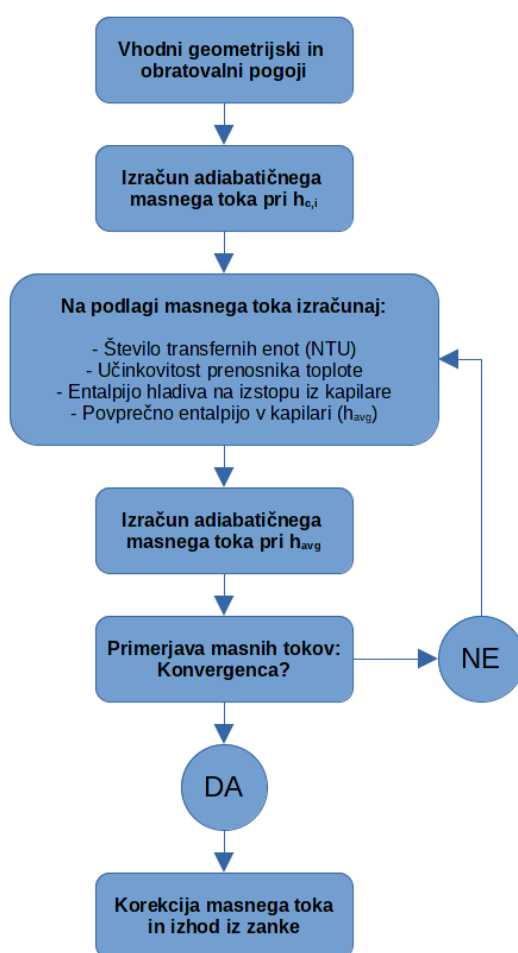 Vhodni geometrijski in
obratovalni pogoji
Izračun adiabatičnega
masnega toka pri hc,i
Na podlagi masnega toka izračunaj:
- Število transfernih enot (NTU)
- Učinkovitost prenosnika toplote
- Entalpijo hladiva na izstopu iz kapilare
- Povprečno entalpijo v kapilari (havg)
Izračun adiabatičnega
masnega toka pri havg
Primerjava masnih tokov:
Konvergenca?
NE
DA
Korekcija masnega toka
in izhod iz zanke